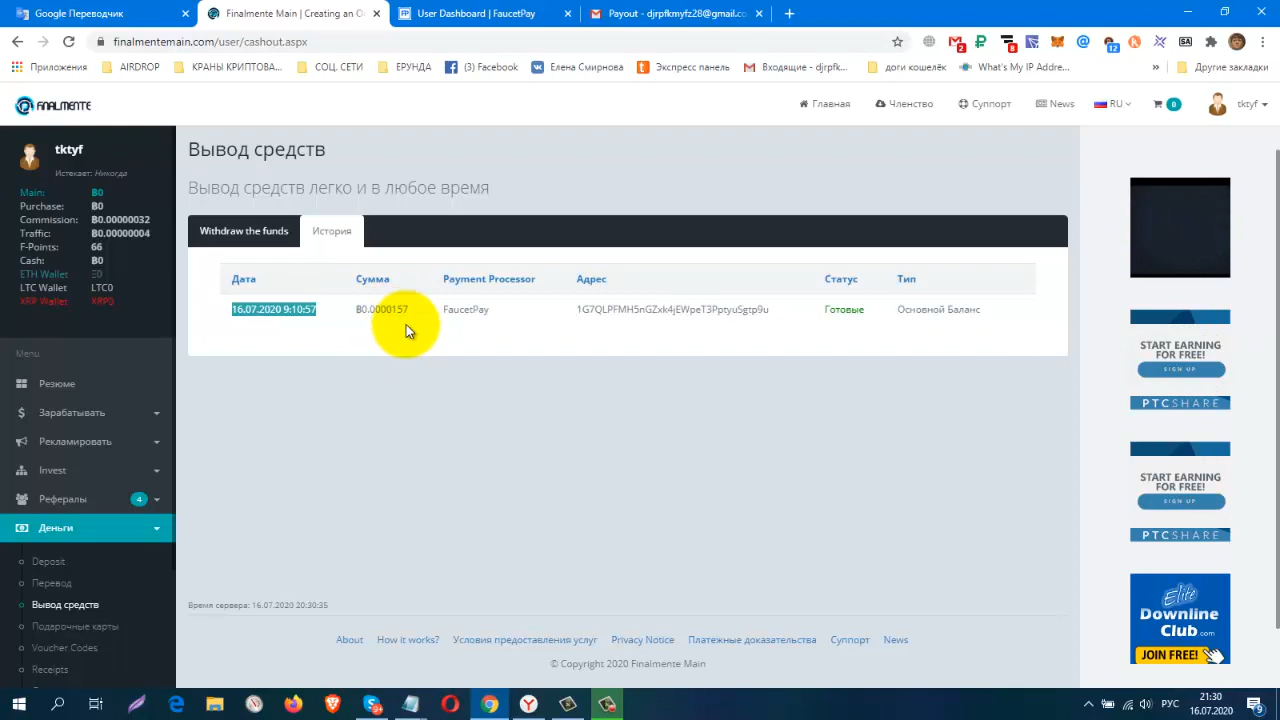 Google Переводчик
Finalmente Main | Creating an O
User Dashboard | FaucetPay
Payout - djrpfkmyfz28@gmail.co
finalmentemain.com/user/cashout.aspx
Приложения
AIRDROP
КРАНЫ КРИПТОВА...
СОЦ. СЕТИ
ЕРУНДА
(3) Facebook
Елена Смирнова
Экспресс панель
Входящие - djrpfk...
доги кошелёк
What's My IP Addre...
Другие закладки
FINALMENTE
Главная
Членство
Суппорт
News
RU
0
tktyf
tktyf
Истекает: Никогда
Main: ฿0
Purchase: ฿0
Commission: ฿0.00000032
Traffic: ฿0.00000004
F-Points: 66
Cash: ฿0
ETH Wallet Ξ0
LTC Wallet LTC0
XRP Wallet XRP0
Menu
Резюме
Зарабатывать
Рекламировать
Invest
Рефералы 4
Деньги
Deposit
Перевод
Вывод средств
Подарочные карты
Voucher Codes
Receipts
Вывод средств
Вывод средств легко и в любое время
Withdraw the funds
История
Дата Сумма Payment Processor Адрес Статус Тип
16.07.2020 9:10:57 ฿0.0000157 FaucetPay 1G7QLPFMH5nGZxk4jEWpeT3PptyuSgtp9u Готовые Основной Баланс
Время сервера: 16.07.2020 20:30:35
About How it works? Условия предоставления услуг Privacy Notice Платежные доказательства Суппорт News
© Copyright 2020 Finalmente Main
START EARNING
FOR FREE!
SIGN UP
PTCSHARE
START EARNING
FOR FREE!
SIGN UP
PTCSHARE
Elite
Downline
Club.com
JOIN FREE!
РУС
21:30
16.07.2020